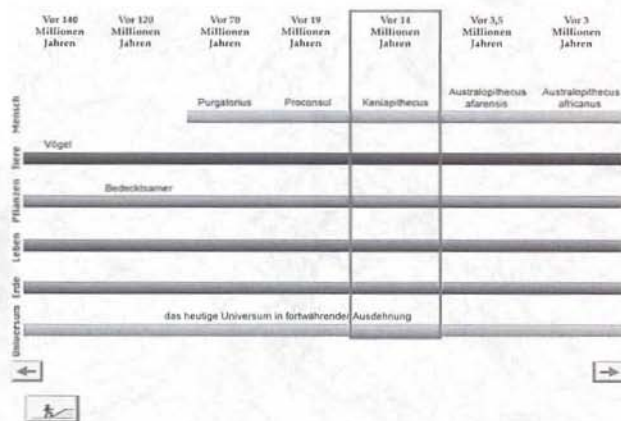 Vor 140
Millionen
Jahren
Vor 120
Millionen
Jahren
Vor 70
Millionen
Jahren
Vor 19
Millionen
Jahren
Vor 14
Millionen
Jahren
Vor 3,5
Millionen
Jahren
Vor 3
Millionen
Jahren
Mensch
Purgatorius
Proconsul
Keniapithecus
Australopithecus
afarensis
Australopithecus
africanus
Tiere
Vögel
Pflanzen
Bedecktsamer
Leben
Erde
Universum
das heutige Universum in fortwährender Ausdehnung